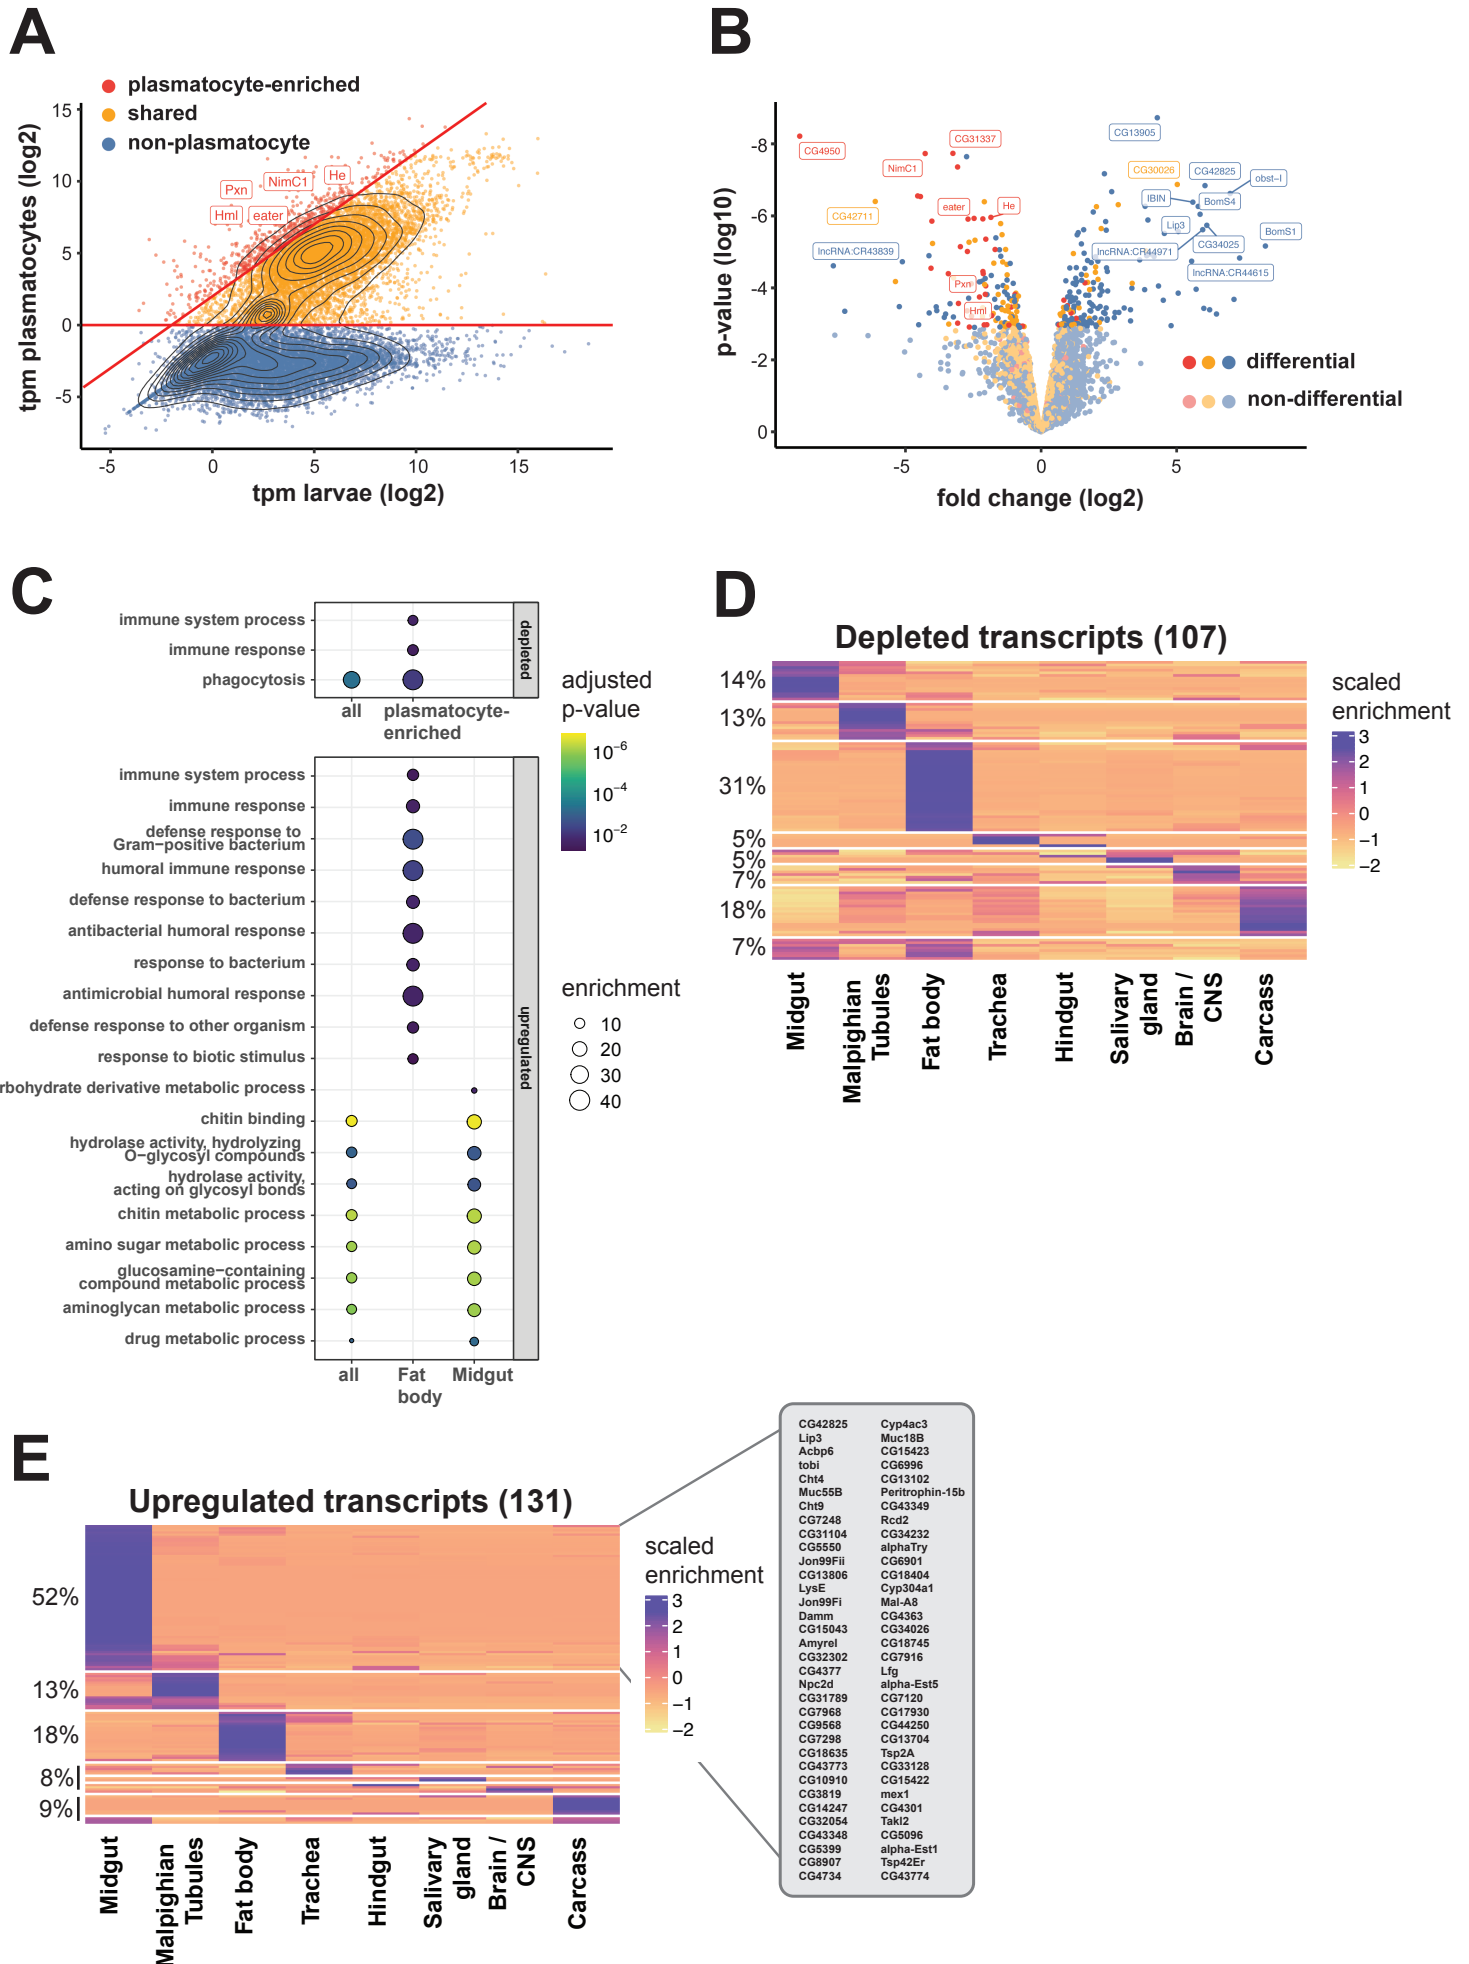 A
plasmatocyte-enriched
shared
non-plasmatocyte
tpm plasmatocytes (log2)
15
10
5
0
-5
He
NimC1
Pxn
Hml
eater
-5
0
5
10
15
tpm larvae (log2)
B
p-value (log10)
-8
-6
-4
-2
0
CG13905
CG31337
CG4950
NimC1
CG30026
CG42825
obst-I
IBIN
BomS4
eater
He
CG42711
Lip3
BomS1
CG34025
lncRNA:CR43839
lncRNA:CR44971
lncRNA:CR44615
Pxn
Hml
differential
non-differential
-5
0
5
fold change (log2)
C
immune system process
immune response
phagocytosis
depleted
all
plasmatocyte-
enriched
adjusted
p-value
10−6
10−4
10−2
immune system process
immune response
defense response to
Gram−positive bacterium
humoral immune response
defense response to bacterium
antibacterial humoral response
response to bacterium
antimicrobial humoral response
defense response to other organism
response to biotic stimulus
rbohydrate derivative metabolic process
chitin binding
hydrolase activity, hydrolyzing
O−glycosyl compounds
hydrolase activity,
acting on glycosyl bonds
chitin metabolic process
amino sugar metabolic process
glucosamine−containing
compound metabolic process
aminoglycan metabolic process
drug metabolic process
upregulated
all
Fat
body
Midgut
enrichment
10
20
30
40
D
Depleted transcripts (107)
14%
13%
31%
5%
5%
7%
18%
7%
Midgut
Malpighian
Tubules
Fat body
Trachea
Hindgut
Salivary
gland
Brain /
CNS
Carcass
scaled
enrichment
3
2
1
0
−1
−2
E
Upregulated transcripts (131)
52%
13%
18%
8%
9%
Midgut
Malpighian
Tubules
Fat body
Trachea
Hindgut
Salivary
gland
Brain /
CNS
Carcass
scaled
enrichment
3
2
1
0
−1
−2
CG42825 Cyp4ac3
Lip3 Muc18B
Acbp6 CG15423
tobi CG6996
Cht4 CG13102
Muc55B Peritrophin-15b
Cht9 CG43349
CG7248 Rcd2
CG31104 CG34232
CG5550 alphaTry
Jon99Fii CG6901
CG13806 CG18404
LysE Cyp304a1
Jon99Fi Mal-A8
Damm CG4363
CG15043 CG34026
Amyrel CG18745
CG32302 CG7916
CG4377 Lfg
Npc2d alpha-Est5
CG31789 CG7120
CG7968 CG17930
CG9568 CG44250
CG7298 CG13704
CG18635 Tsp2A
CG43773 CG33128
CG10910 CG15422
CG3819 mex1
CG14247 CG4301
CG32054 Takl2
CG43348 CG5096
CG5399 alpha-Est1
CG8907 Tsp42Er
CG4734 CG43774